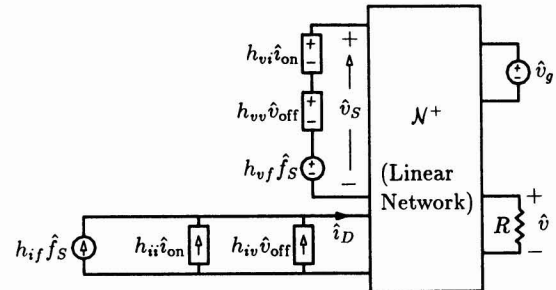 +
−
h_{vi} î_{on}
+
−
h_{vv} v̂_{off}
+
−
h_{vf} f̂_S
+
v̂_S
−
N⁺
(Linear
Network)
+
−
v̂_g
R
+
v̂
−
î_D
h_{if} f̂_S
h_{ii} î_{on}
h_{iv} v̂_{off}